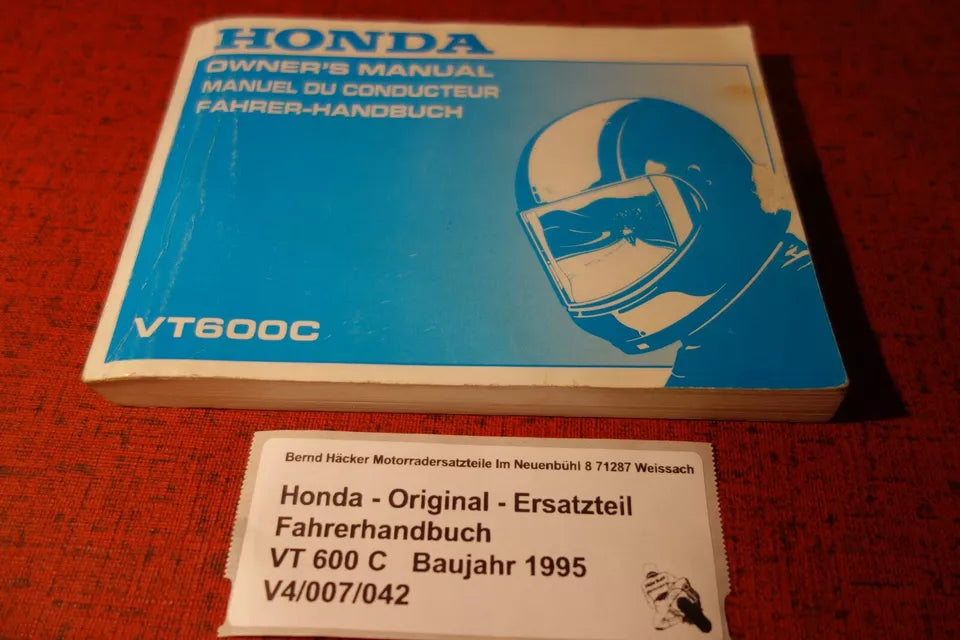 HONDA
OWNER'S MANUAL
MANUEL DU CONDUCTEUR
FAHRER-HANDBUCH
VT600C
Bernd Häcker Motorradersatzteile Im Neuenbühl 8 71287 Weissach
Honda - Original - Ersatzteil
Fahrerhandbuch
VT 600 C Baujahr 1995
V4/007/042